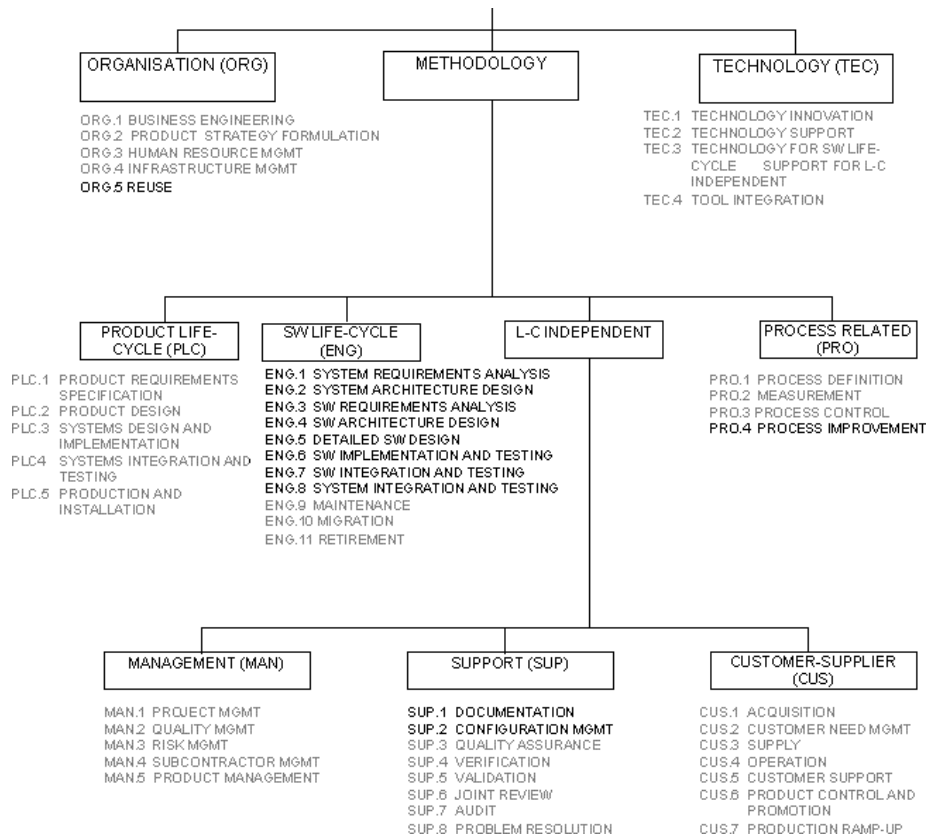 ORGANISATION (ORG)
METHODOLOGY
TECHNOLOGY (TEC)
ORG.1 BUSINESS ENGINEERING
ORG.2 PRODUCT STRATEGY FORMULATION
ORG.3 HUMAN RESOURCE MGMT
ORG.4 INFRASTRUCTURE MGMT
ORG.5 REUSE
TEC.1 TECHNOLOGY INNOVATION
TEC.2 TECHNOLOGY SUPPORT
TEC.3 TECHNOLOGY FOR SW LIFE-
CYCLE SUPPORT FOR L-C
INDEPENDENT
TEC.4 TOOL INTEGRATION
PRODUCT LIFE-
CYCLE (PLC)
SW LIFE-CYCLE
(ENG)
L-C INDEPENDENT
PROCESS RELATED
(PRO)
PLC.1 PRODUCT REQUIREMENTS
SPECIFICATION
PLC.2 PRODUCT DESIGN
PLC.3 SYSTEMS DESIGN AND
IMPLEMENTATION
PLC4 SYSTEMS INTEGRATION AND
TESTING
PLC.5 PRODUCTION AND
INSTALLATION
ENG.1 SYSTEM REQUIREMENTS ANALYSIS
ENG.2 SYSTEM ARCHITECTURE DESIGN
ENG.3 SW REQUIREMENTS ANALYSIS
ENG.4 SW ARCHITECTURE DESIGN
ENG.5 DETAILED SW DESIGN
ENG.6 SW IMPLEMENTATION AND TESTING
ENG.7 SW INTEGRATION AND TESTING
ENG.8 SYSTEM INTEGRATION AND TESTING
ENG.9 MAINTENANCE
ENG.10 MIGRATION
ENG.11 RETIREMENT
PRO.1 PROCESS DEFINITION
PRO.2 MEASUREMENT
PRO.3 PROCESS CONTROL
PRO.4 PROCESS IMPROVEMENT
MANAGEMENT (MAN)
SUPPORT (SUP)
CUSTOMER-SUPPLIER
(CUS)
MAN.1 PROJECT MGMT
MAN.2 QUALITY MGMT
MAN.3 RISK MGMT
MAN.4 SUBCONTRACTOR MGMT
MAN.5 PRODUCT MANAGEMENT
SUP.1 DOCUMENTATION
SUP.2 CONFIGURATION MGMT
SUP.3 QUALITY ASSURANCE
SUP.4 VERIFICATION
SUP.5 VALIDATION
SUP.6 JOINT REVIEW
SUP.7 AUDIT
SUP.8 PROBLEM RESOLUTION
CUS.1 ACQUISITION
CUS.2 CUSTOMER NEED MGMT
CUS.3 SUPPLY
CUS.4 OPERATION
CUS.5 CUSTOMER SUPPORT
CUS.6 PRODUCT CONTROL AND
PROMOTION
CUS.7 PRODUCTION RAMP-UP